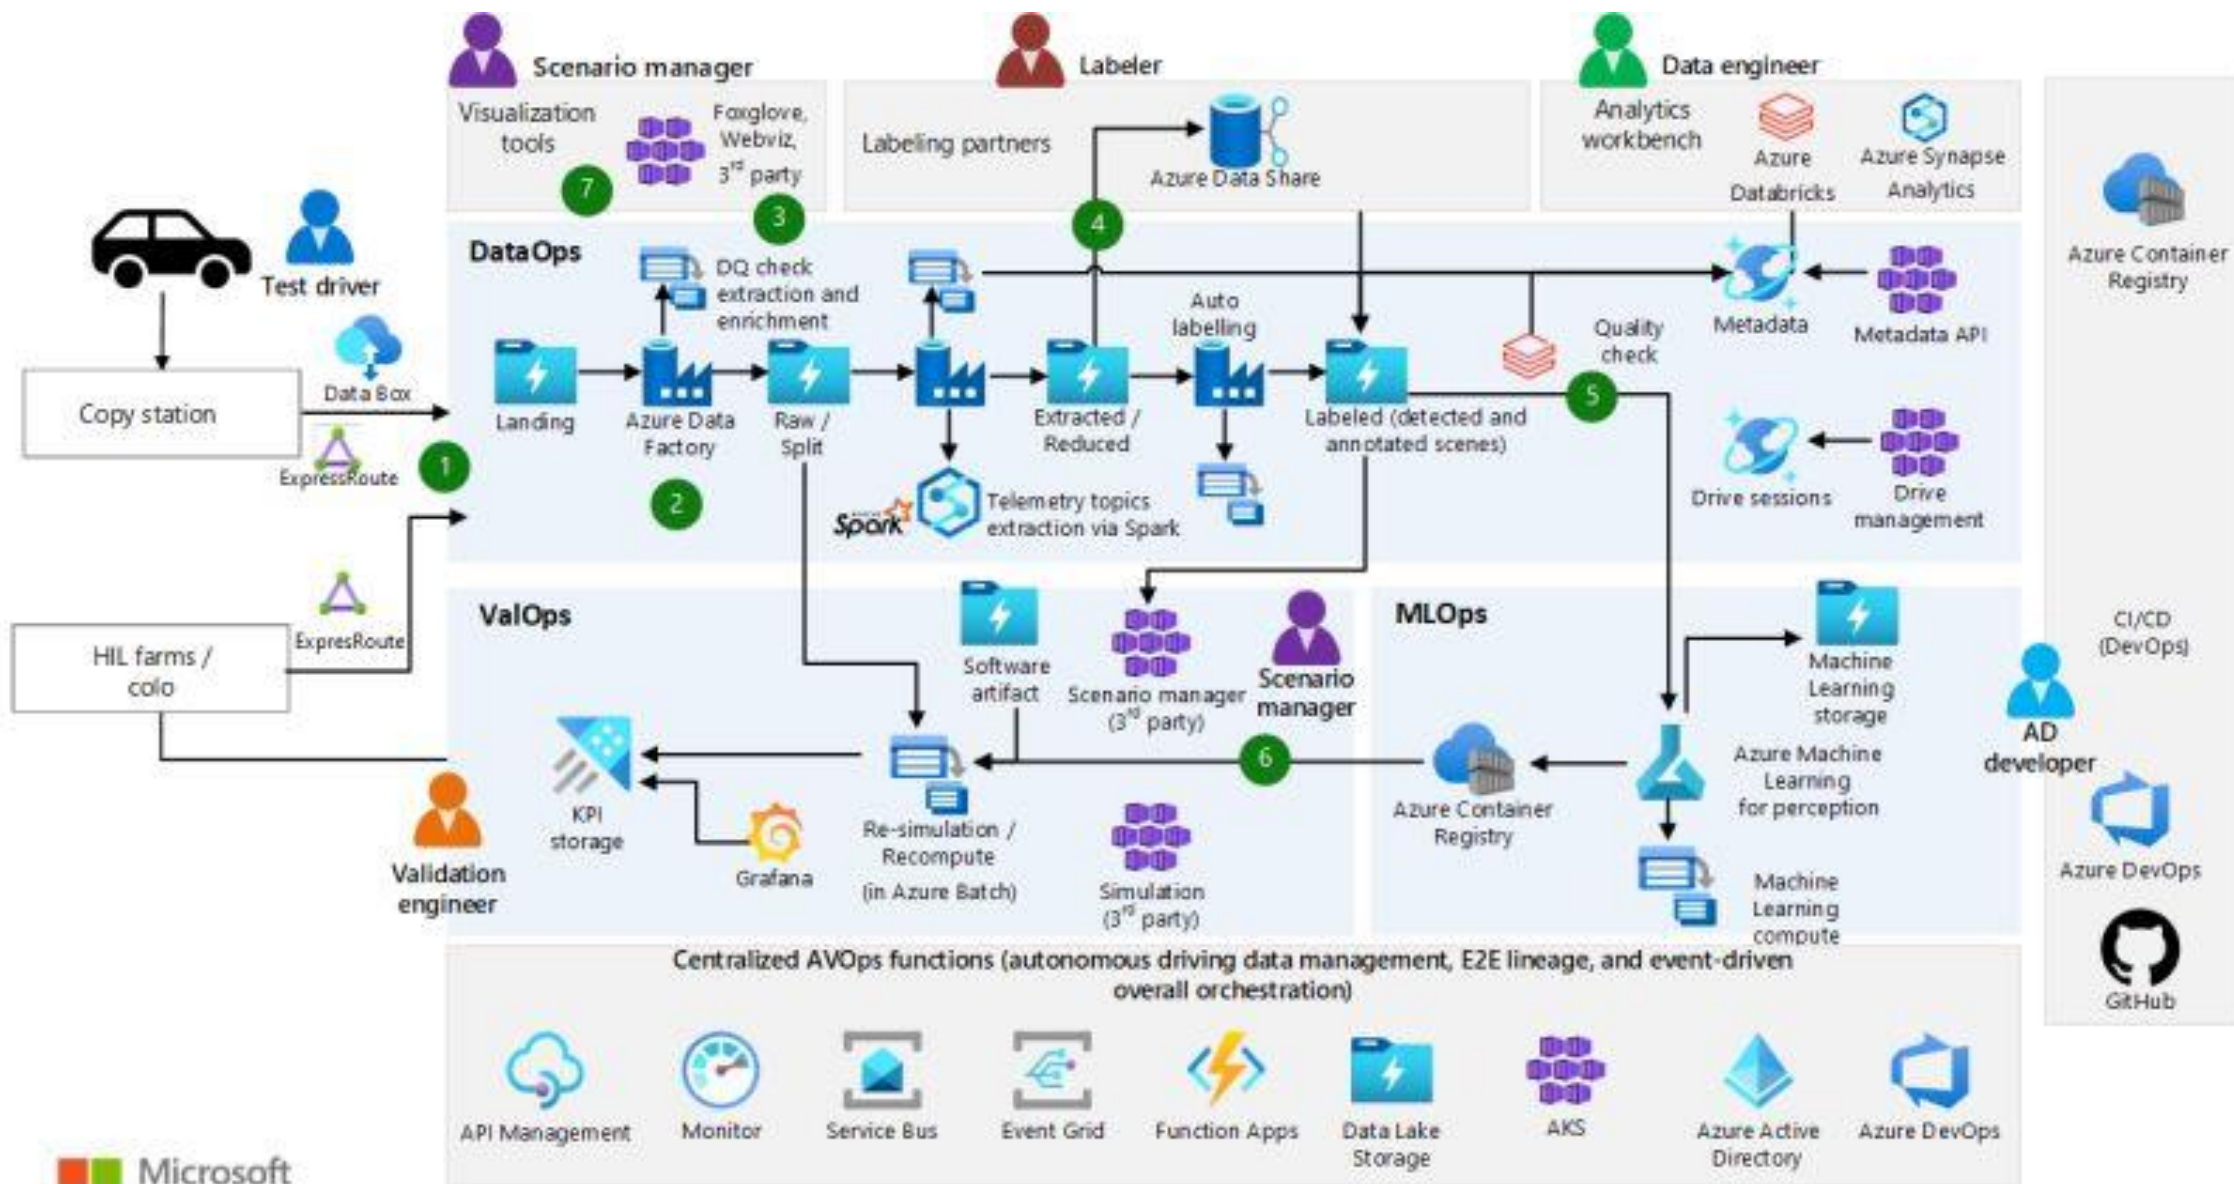 Scenario manager
Labeler
Data engineer
Visualization
tools
Foxglove,
Webviz,
3rd party
7
3
Labeling partners
Azure Data Share
4
Analytics
workbench
Azure
Databricks
Azure Synapse
Analytics
Azure Container
Registry
Test driver
Copy station
Data Box
ExpressRoute
1
DataOps
DQ check
extraction and
enrichment
Auto
labelling
Quality
check
Metadata
Metadata API
Landing
Azure Data
Factory
2
Raw /
Split
Extracted /
Reduced
Labeled (detected and
annotated scenes)
5
APACHE
Spark
Telemetry topics
extraction via Spark
Drive sessions
Drive
management
HIL farms /
colo
ExpresRoute
ValOps
Software
artifact
Scenario manager
(3rd party)
Scenario
manager
MLOps
Machine
Learning
storage
CI/CD
(DevOps)
AD
developer
KPI
storage
Grafana
Re-simulation /
Recompute
(in Azure Batch)
6
Simulation
(3rd party)
Azure Container
Registry
Azure Machine
Learning
for perception
Machine
Learning
compute
Validation
engineer
Azure DevOps
GitHub
Centralized AVOps functions (autonomous driving data management, E2E lineage, and event-driven
overall orchestration)
API Management
Monitor
Service Bus
Event Grid
Function Apps
Data Lake
Storage
AKS
Azure Active
Directory
Azure DevOps
Microsoft